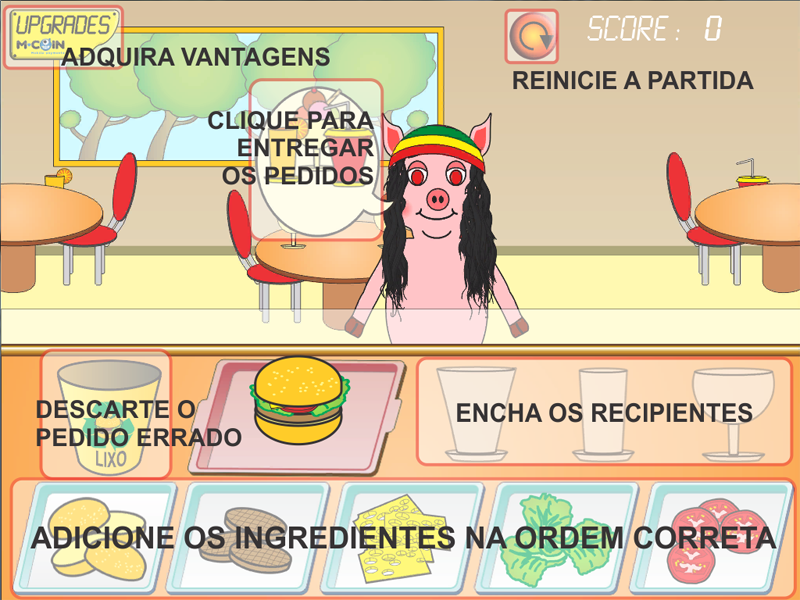 UPGRADES
M-COIN
ADQUIRA VANTAGENS
SCORE: 0
REINICIE A PARTIDA
CLIQUE PARA
ENTREGAR
OS PEDIDOS
DESCARTE O
PEDIDO ERRADO
LIXO
ENCHA OS RECIPIENTES
ADICIONE OS INGREDIENTES NA ORDEM CORRETA